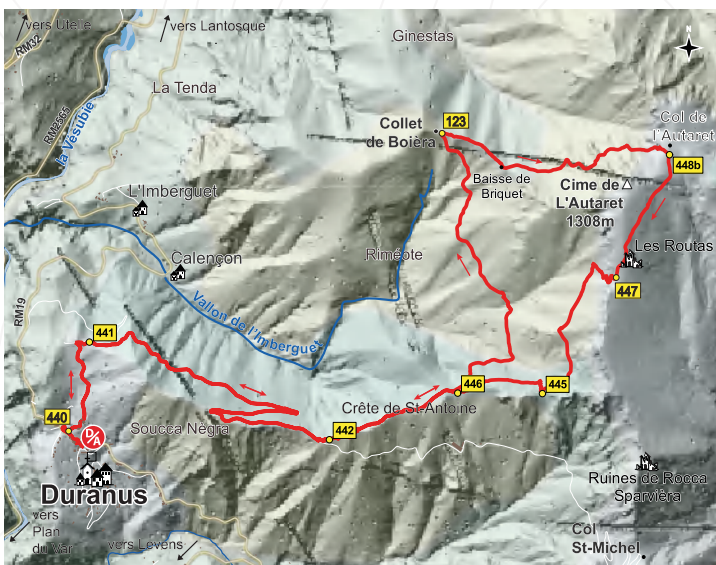 vers Utelle
vers Lantosque
Ginestas
N
RM32
La Tenda
RM2565
la Vésubie
Collet
de Boièra
123
Col de
l'Autaret
448b
Baisse de
Briquet
Cime de
L'Autaret
1308m
L'Imberguet
Les Routas
Calençon
Riméote
447
Vallon de l'Imberguet
RM19
441
446
445
440
D/A
Soucca Nègra
442
Crête de St-Antoine
Duranus
Ruines de Rocca
Sparvièra
vers
Plan
du Var
vers Levens
Col
St-Michel